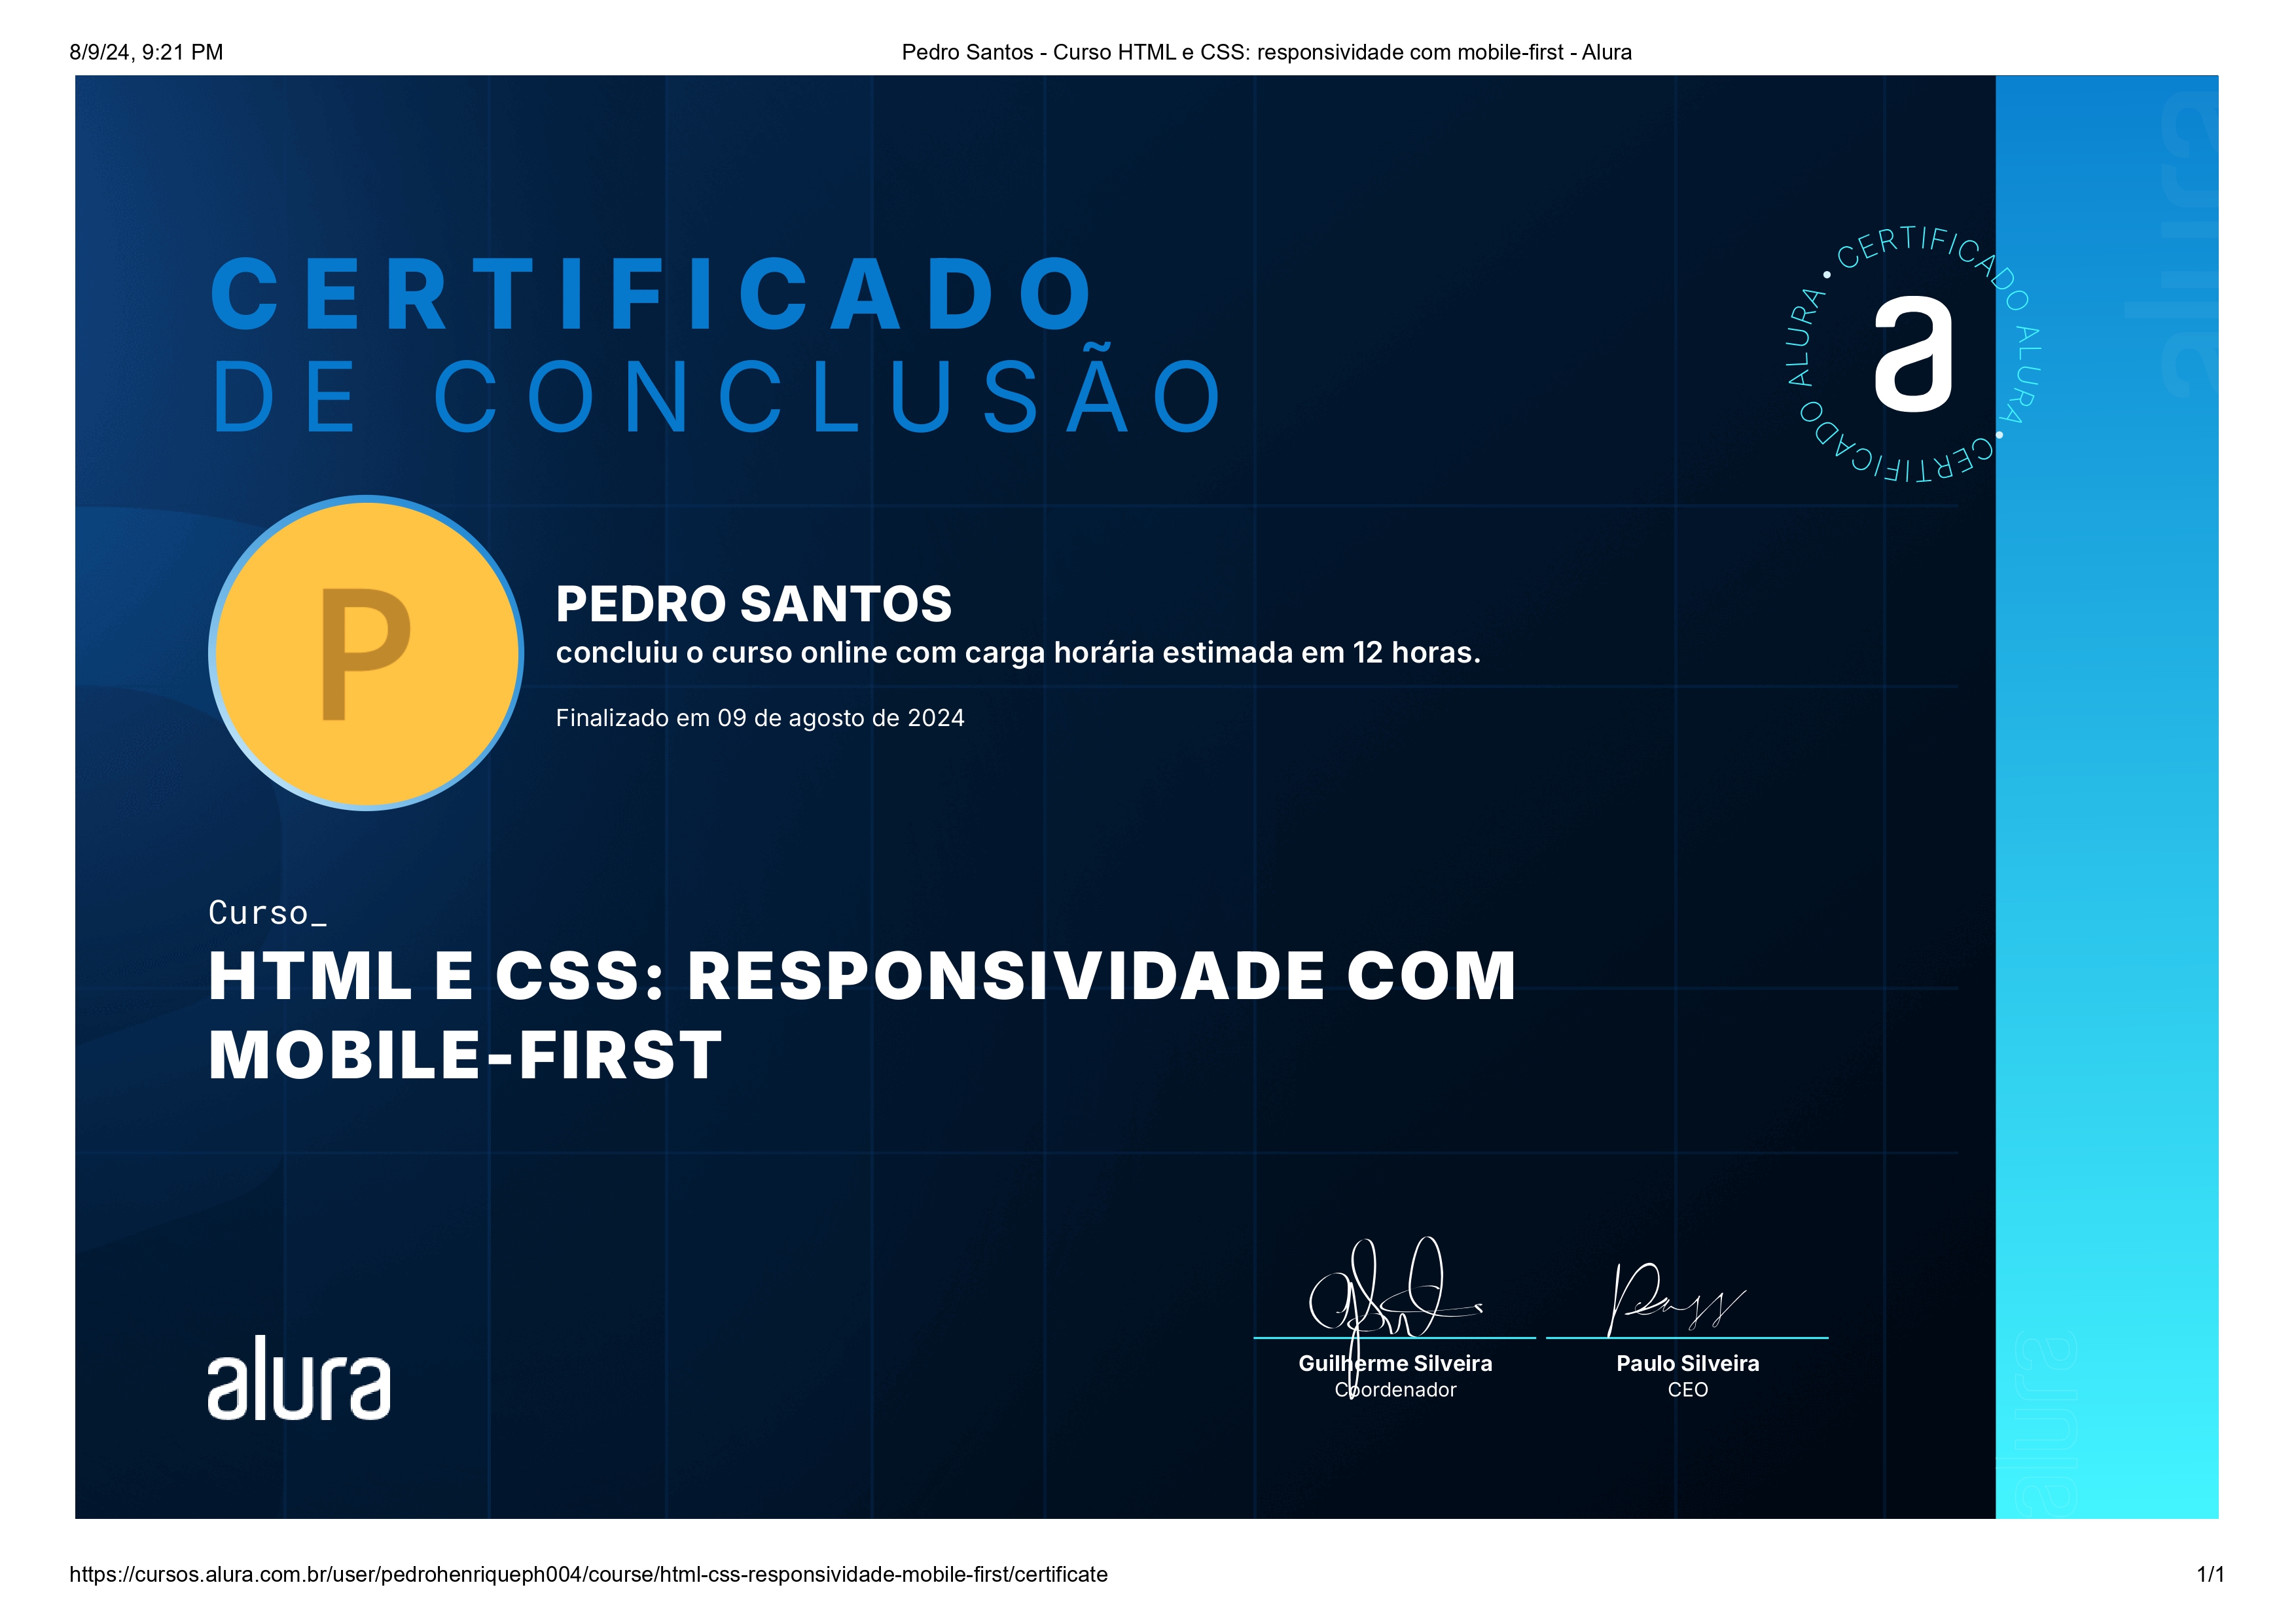 8/9/24, 9:21 PM
Pedro Santos - Curso HTML e CSS: responsividade com mobile-first - Alura
alura
CERTIFICADO
DE CONCLUSÃO
CERTIFICADO ALURA • CERTIFICADO ALURA •
a
P
PEDRO SANTOS
concluiu o curso online com carga horária estimada em 12 horas.
Finalizado em 09 de agosto de 2024
Curso_
HTML E CSS: RESPONSIVIDADE COM
MOBILE-FIRST
alura
Guilherme Silveira
Coordenador
Paulo Silveira
CEO
alura
https://cursos.alura.com.br/user/pedrohenriqueph004/course/html-css-responsividade-mobile-first/certificate
1/1